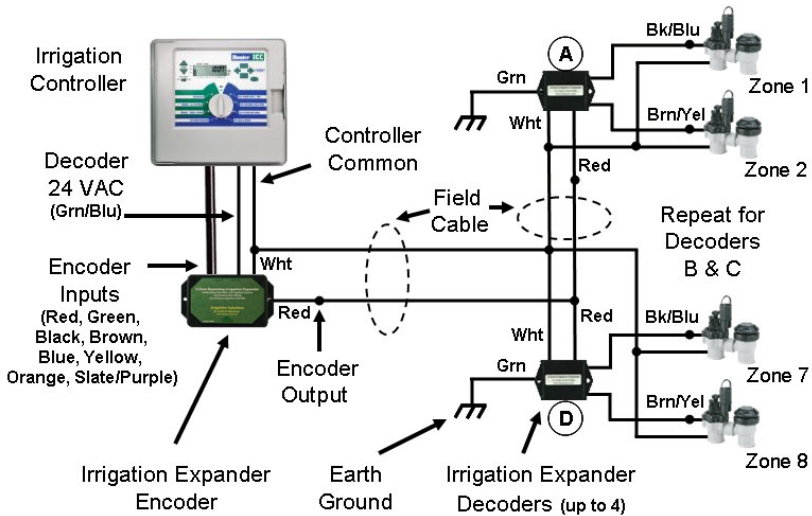 Irrigation
Controller
Hunter ICC
Decoder
24 VAC
(Grn/Blu)
Controller
Common
Encoder
Inputs
(Red, Green,
Black, Brown,
Blue, Yellow,
Orange, Slate/Purple)
Wht
Red
Encoder
Output
Field
Cable
Irrigation Expander
Encoder
Earth
Ground
Irrigation Expander
Decoders (up to 4)
A
Grn
Wht
Red
Bk/Blu
Zone 1
Brn/Yel
Zone 2
Repeat for
Decoders
B & C
Wht
Red
Grn
D
Bk/Blu
Zone 7
Brn/Yel
Zone 8